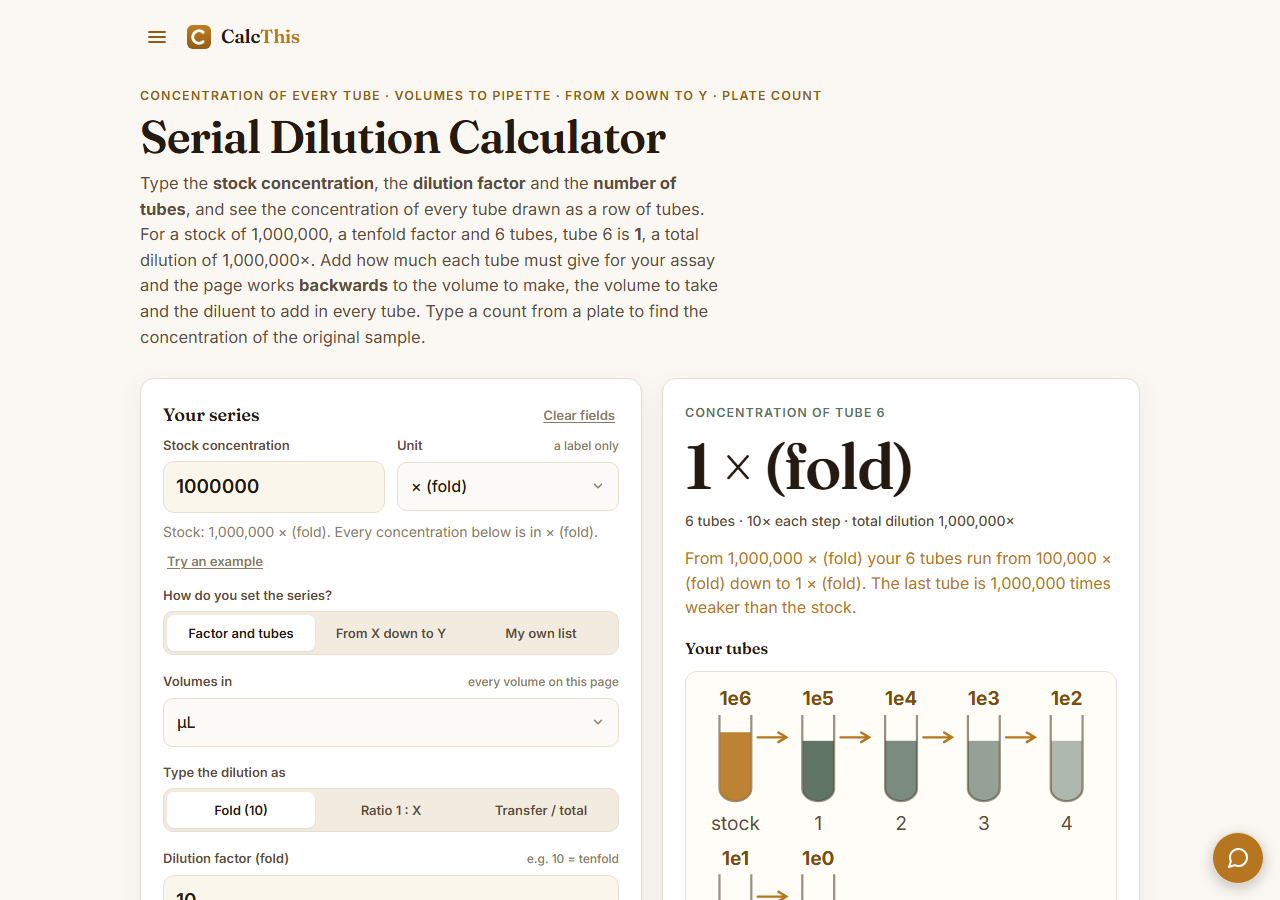 CalcThis
CONCENTRATION OF EVERY TUBE · VOLUMES TO PIPETTE · FROM X DOWN TO Y · PLATE COUNT
Serial Dilution Calculator
Type the stock concentration, the dilution factor and the number of
tubes, and see the concentration of every tube drawn as a row of tubes.
For a stock of 1,000,000, a tenfold factor and 6 tubes, tube 6 is 1, a total
dilution of 1,000,000×. Add how much each tube must give for your assay
and the page works backwards to the volume to make, the volume to take
and the diluent to add in every tube. Type a count from a plate to find the
concentration of the original sample.
Your series
Clear fields
Stock concentration
Unit
a label only
1000000
× (fold)
Stock: 1,000,000 × (fold). Every concentration below is in × (fold).
Try an example
How do you set the series?
Factor and tubes
From X down to Y
My own list
Volumes in
every volume on this page
µL
Type the dilution as
Fold (10)
Ratio 1 : X
Transfer / total
Dilution factor (fold)
e.g. 10 = tenfold
10
CONCENTRATION OF TUBE 6
1 × (fold)
6 tubes · 10× each step · total dilution 1,000,000×
From 1,000,000 × (fold) your 6 tubes run from 100,000 ×
(fold) down to 1 × (fold). The last tube is 1,000,000 times
weaker than the stock.
Your tubes
1e6 1e5 1e4 1e3 1e2
stock 1 2 3 4
1e1 1e0